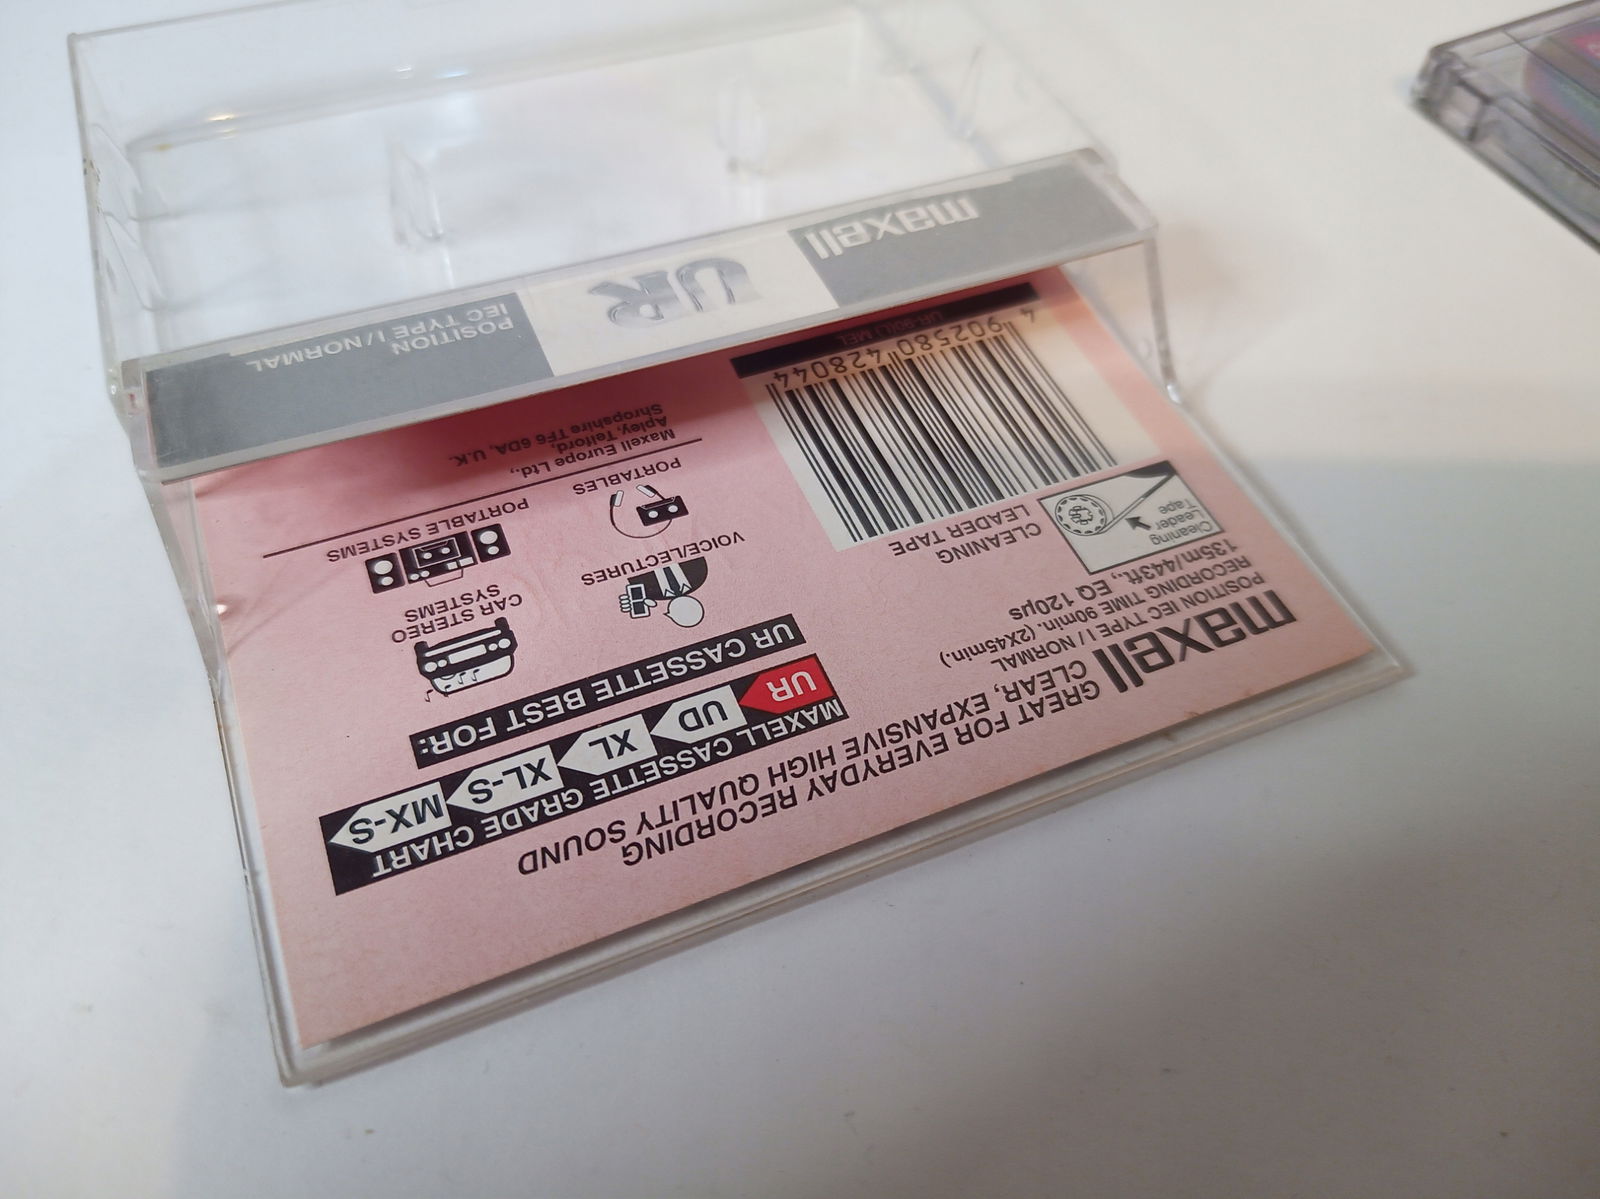 maxell
UR
POSITION
IEC TYPE I / NORMAL
maxell
POSITION IEC TYPE I / NORMAL
RECORDING TIME 90min. (2X45min.)
135m/443ft., EQ 120µs
Cleaning
Leader
Tape
CLEANING
LEADER TAPE
4 902580 428044
UR-90(L) MEL
GREAT FOR EVERYDAY RECORDING
CLEAR, EXPANSIVE HIGH QUALITY SOUND
MAXELL CASSETTE GRADE CHART
UR UD XL XL-S MX-S
UR CASSETTE BEST FOR:
VOICE/LECTURES
CAR STEREO
SYSTEMS
PORTABLES
PORTABLE SYSTEMS
Maxell Europe Ltd.,
Apley, Telford,
Shropshire TF6 6DA, U.K.